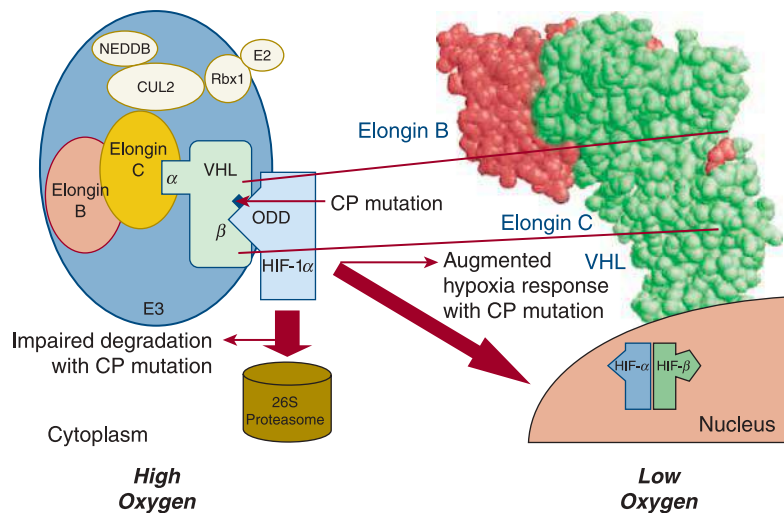 NEDDB
E2
CUL2
Rbx1
Elongin
C
α
VHL
Elongin
B
β
ODD
HIF-1α
E3
CP mutation
Elongin B
Elongin C
VHL
Augmented
hypoxia response
with CP mutation
Impaired degradation
with CP mutation
26S
Proteasome
HIF-α
HIF-β
Nucleus
Cytoplasm
High
Oxygen
Low
Oxygen